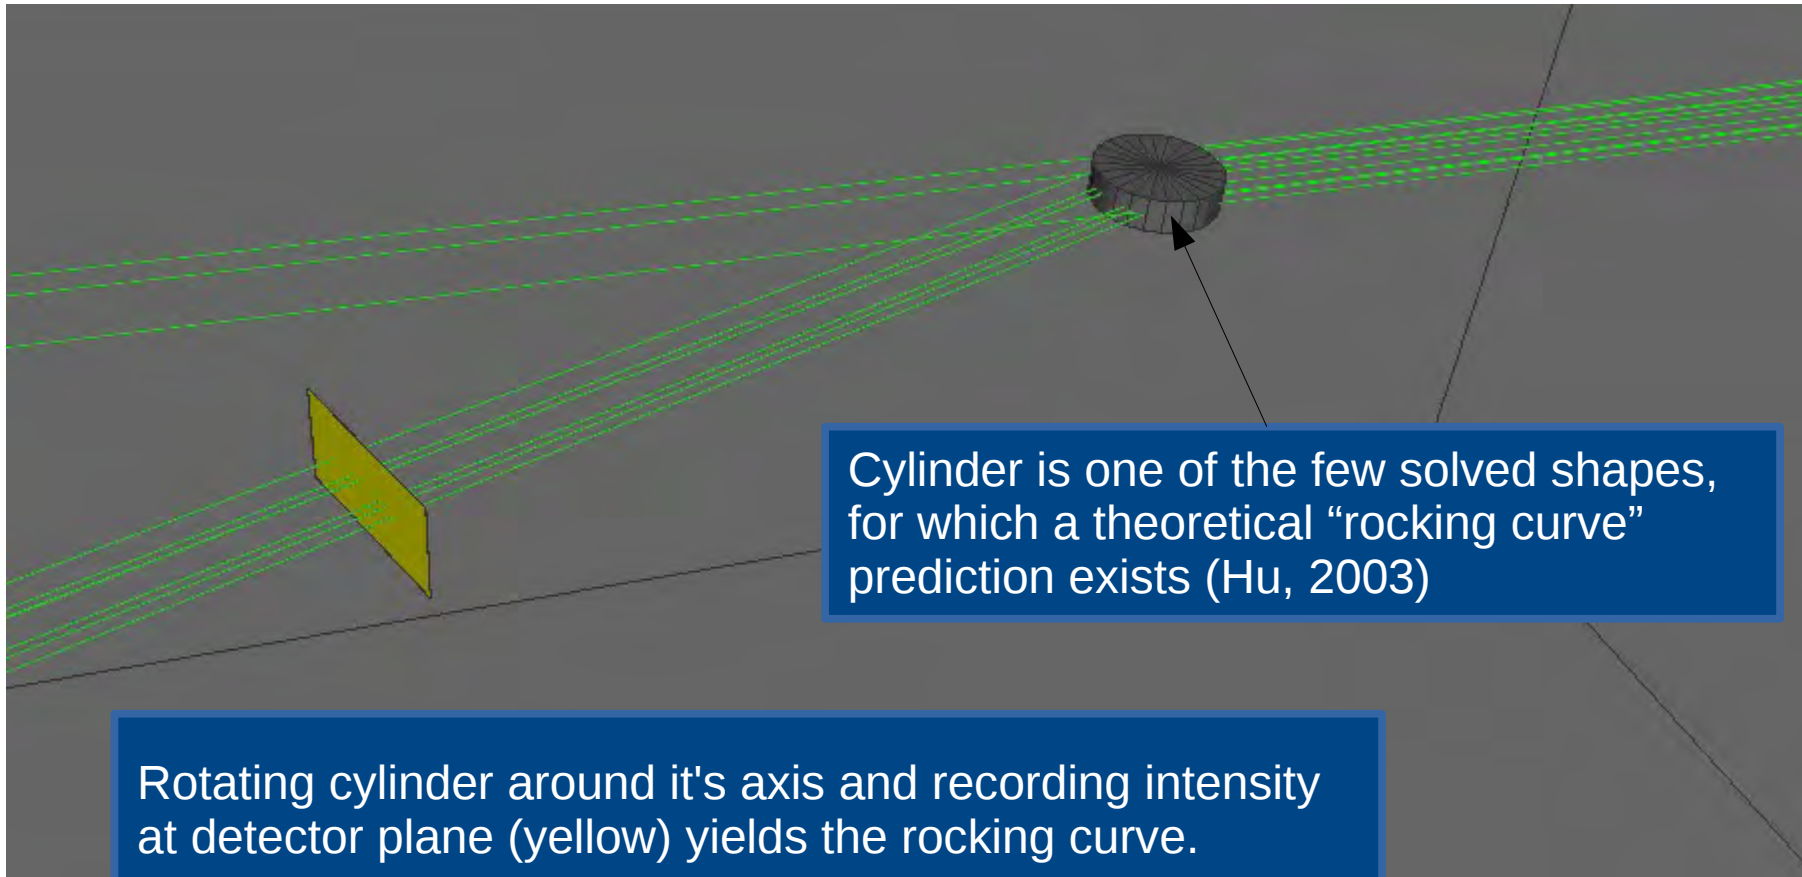 Cylinder is one of the few solved shapes,
for which a theoretical “rocking curve”
prediction exists (Hu, 2003)
Rotating cylinder around it's axis and recording intensity
at detector plane (yellow) yields the rocking curve.